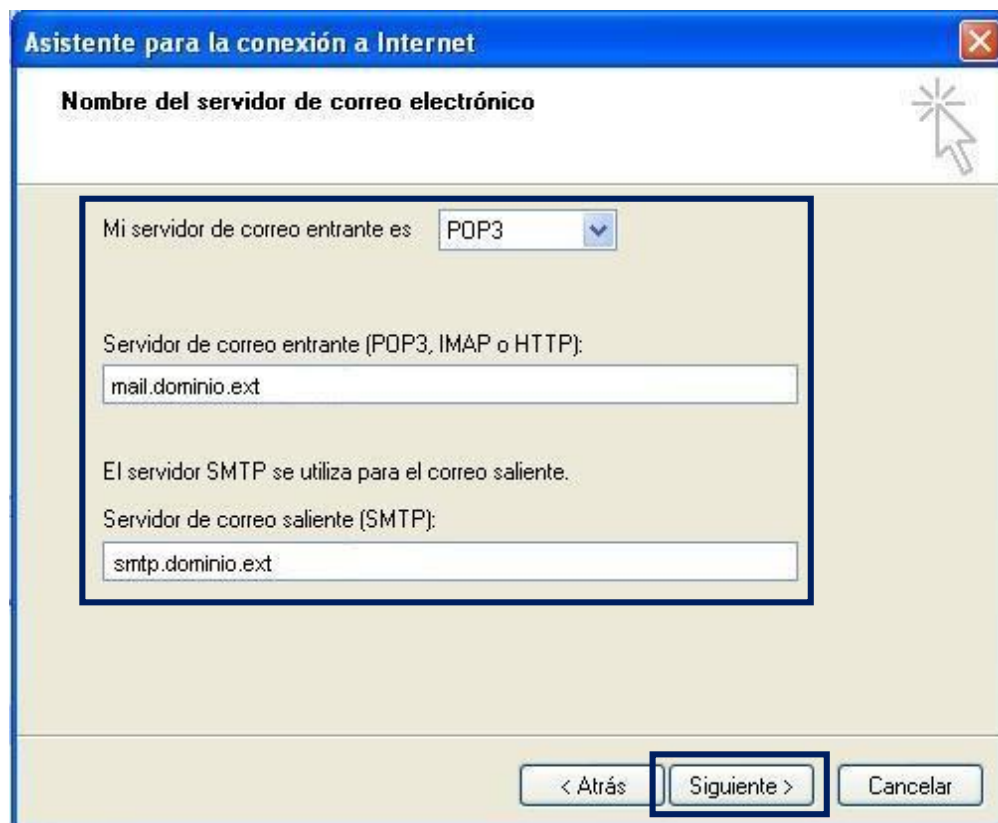 Asistente para la conexión a Internet
Nombre del servidor de correo electrónico
Mi servidor de correo entrante es POP3
Servidor de correo entrante (POP3, IMAP o HTTP):
mail.dominio.ext
El servidor SMTP se utiliza para el correo saliente.
Servidor de correo saliente (SMTP):
smtp.dominio.ext
< Atrás Siguiente > Cancelar